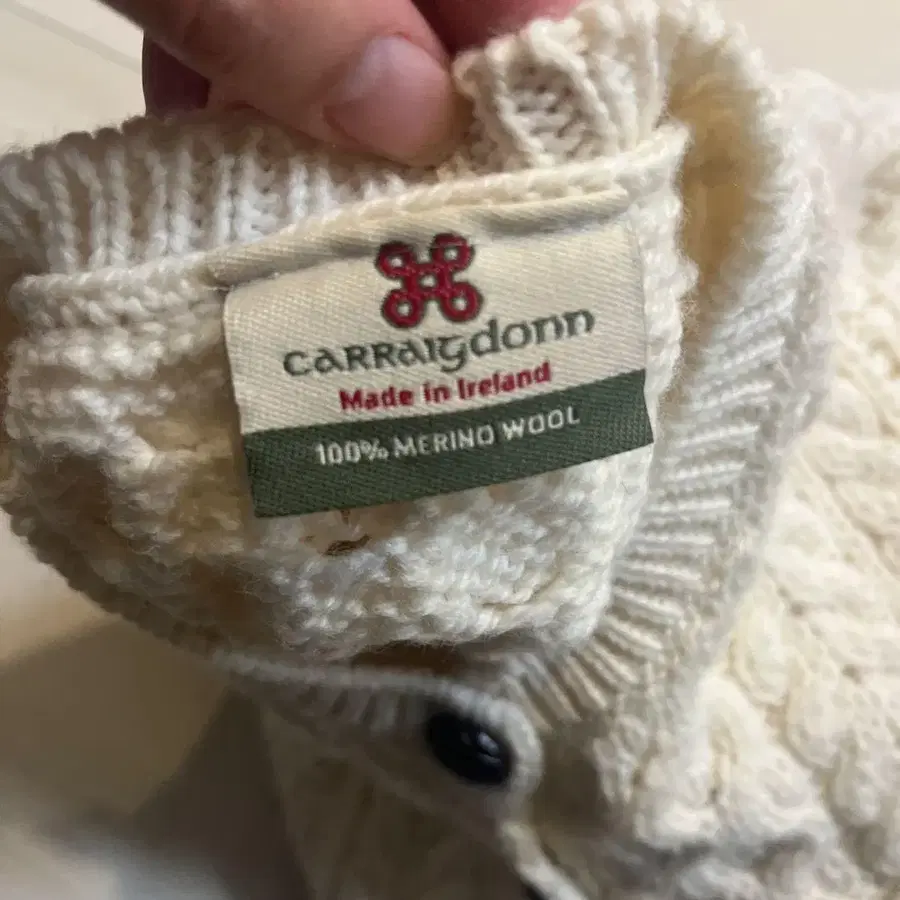 CARRAIGDONN
Made in Ireland
100% MERINO WOOL